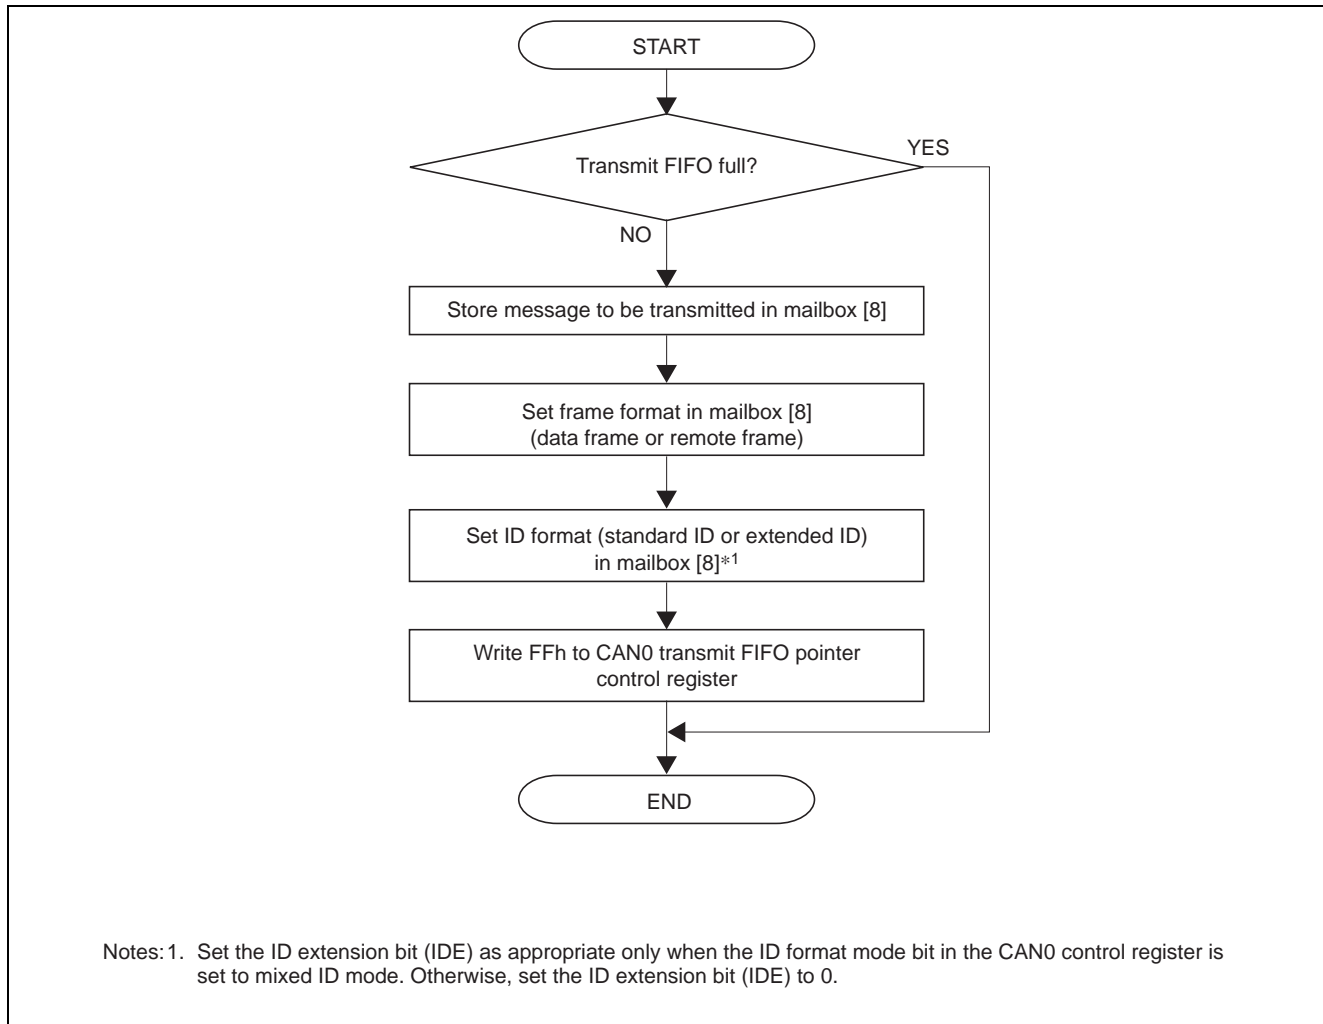 START
Transmit FIFO full?
YES
NO
Store message to be transmitted in mailbox [8]
Set frame format in mailbox [8]
(data frame or remote frame)
Set ID format (standard ID or extended ID)
in mailbox [8]*1
Write FFh to CAN0 transmit FIFO pointer
control register
END
Notes: 1. Set the ID extension bit (IDE) as appropriate only when the ID format mode bit in the CAN0 control register is
set to mixed ID mode. Otherwise, set the ID extension bit (IDE) to 0.